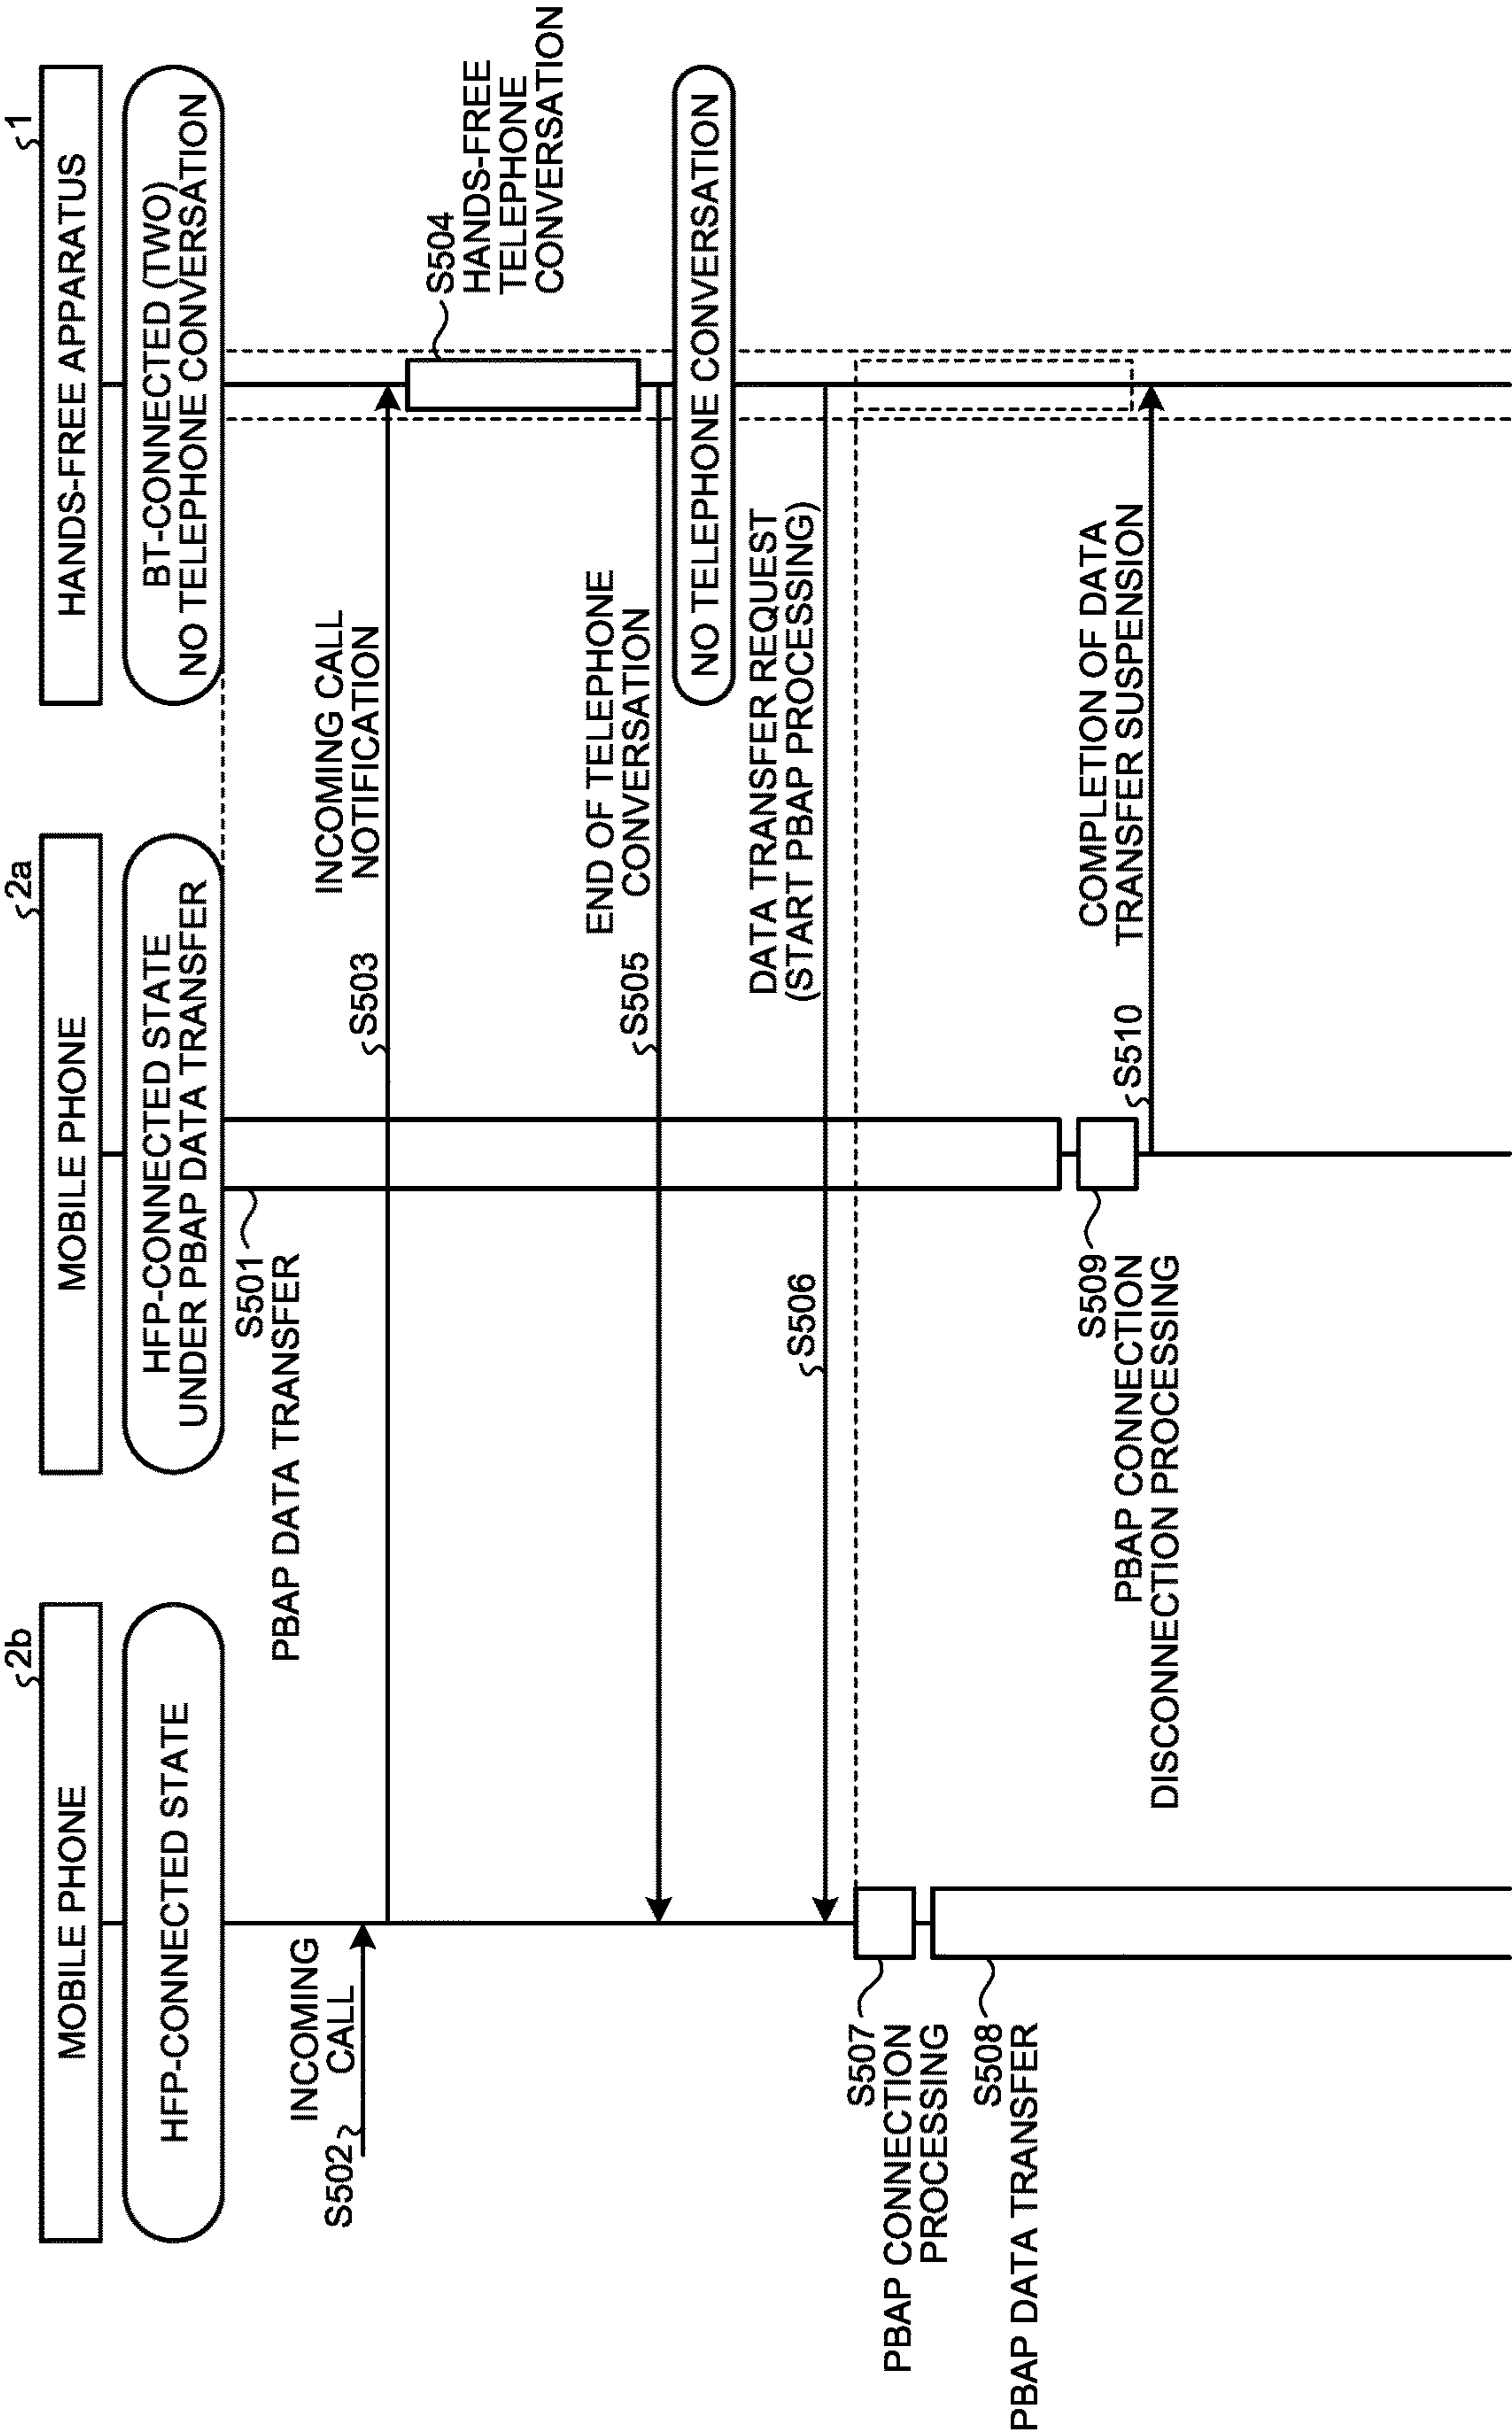 2b
MOBILE PHONE
HFP-CONNECTED STATE
2a
MOBILE PHONE
HFP-CONNECTED STATE
UNDER PBAP DATA TRANSFER
1
HANDS-FREE APPARATUS
BT-CONNECTED (TWO)
NO TELEPHONE CONVERSATION
S501
PBAP DATA TRANSFER
INCOMING
CALL
S502
INCOMING CALL
NOTIFICATION
S503
S504
HANDS-FREE
TELEPHONE
CONVERSATION
END OF TELEPHONE
CONVERSATION
S505
NO TELEPHONE CONVERSATION
DATA TRANSFER REQUEST
(START PBAP PROCESSING)
S506
S507
PBAP CONNECTION
PROCESSING
S508
PBAP DATA TRANSFER
S509
PBAP CONNECTION
DISCONNECTION PROCESSING
COMPLETION OF DATA
TRANSFER SUSPENSION
S510